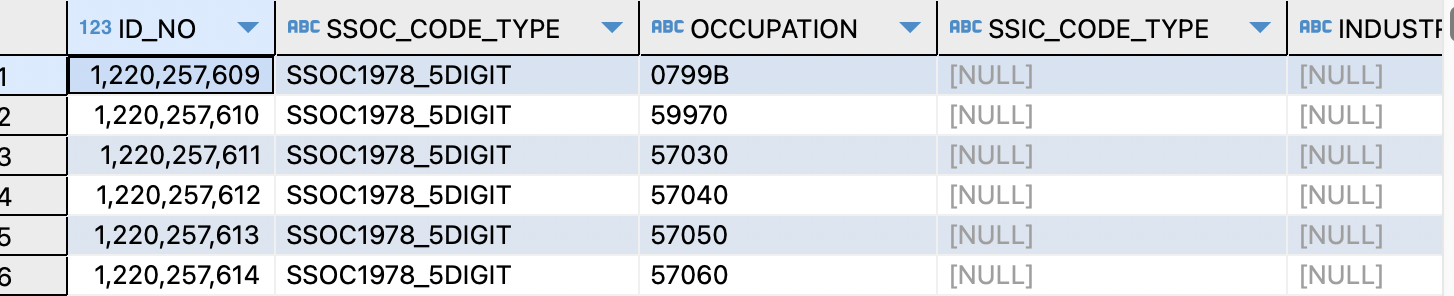 123 ID_NO ABC SSOC_CODE_TYPE ABC OCCUPATION ABC SSIC_CODE_TYPE ABC INDUSTR
1 1,220,257,609 SSOC1978_5DIGIT 0799B [NULL] [NULL]
2 1,220,257,610 SSOC1978_5DIGIT 59970 [NULL] [NULL]
3 1,220,257,611 SSOC1978_5DIGIT 57030 [NULL] [NULL]
4 1,220,257,612 SSOC1978_5DIGIT 57040 [NULL] [NULL]
5 1,220,257,613 SSOC1978_5DIGIT 57050 [NULL] [NULL]
6 1,220,257,614 SSOC1978_5DIGIT 57060 [NULL] [NULL]